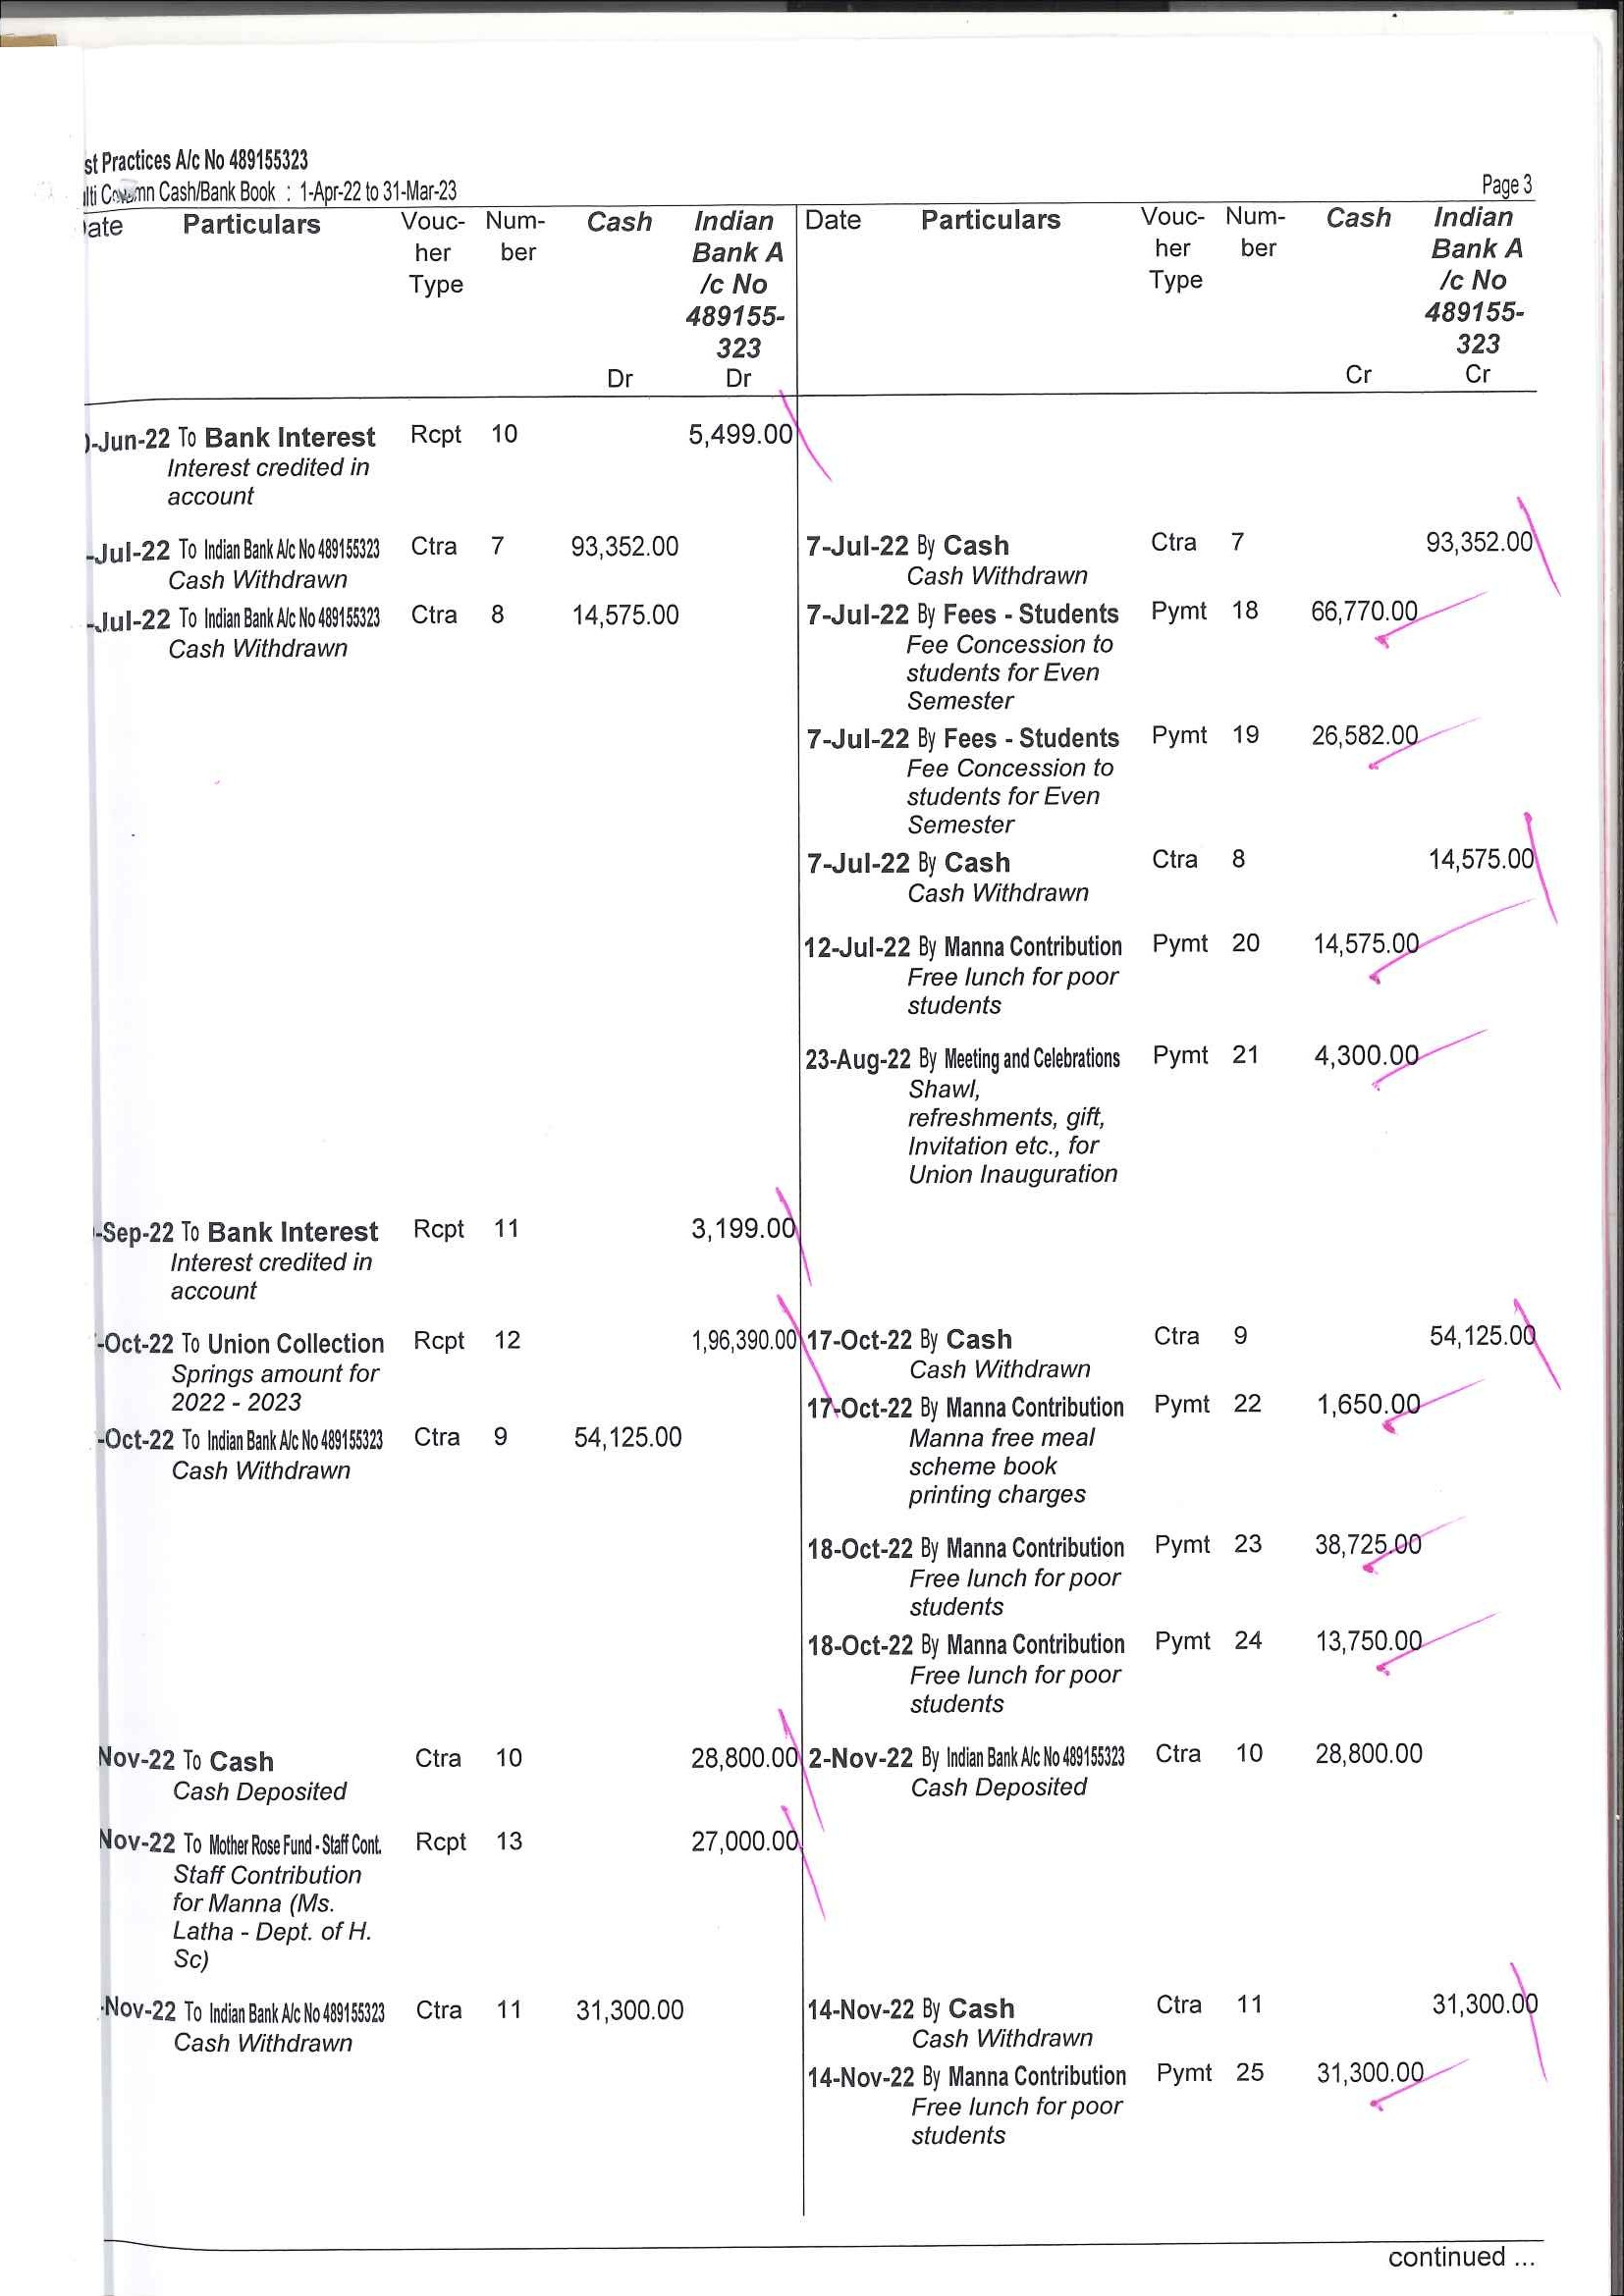 st Practices A/c No 489155323
ulti Column Cash/Bank Book : 1-Apr-22 to 31-Mar-23
Page 3
ate Particulars Vouc- Num- Cash Indian
her ber Bank A
Type /c No
489155-
323
Dr Dr
Date Particulars Vouc- Num- Cash Indian
her ber Bank A
Type /c No
489155-
323
Cr Cr
-Jun-22 To Bank Interest Rcpt 10 5,499.00
Interest credited in
account
-Jul-22 To Indian Bank A/c No 489155323 Ctra 7 93,352.00
Cash Withdrawn
-Jul-22 To Indian Bank A/c No 489155323 Ctra 8 14,575.00
Cash Withdrawn
-Sep-22 To Bank Interest Rcpt 11 3,199.00
Interest credited in
account
-Oct-22 To Union Collection Rcpt 12 1,96,390.00
Springs amount for
2022 - 2023
-Oct-22 To Indian Bank A/c No 489155323 Ctra 9 54,125.00
Cash Withdrawn
Nov-22 To Cash Ctra 10 28,800.00
Cash Deposited
Nov-22 To Mother Rose Fund - Staff Cont. Rcpt 13 27,000.00
Staff Contribution
for Manna (Ms.
Latha - Dept. of H.
Sc)
-Nov-22 To Indian Bank A/c No 489155323 Ctra 11 31,300.00
Cash Withdrawn
7-Jul-22 By Cash Ctra 7 93,352.00
Cash Withdrawn
7-Jul-22 By Fees - Students Pymt 18 66,770.00
Fee Concession to
students for Even
Semester
7-Jul-22 By Fees - Students Pymt 19 26,582.00
Fee Concession to
students for Even
Semester
7-Jul-22 By Cash Ctra 8 14,575.00
Cash Withdrawn
12-Jul-22 By Manna Contribution Pymt 20 14,575.00
Free lunch for poor
students
23-Aug-22 By Meeting and Celebrations Pymt 21 4,300.00
Shawl,
refreshments, gift,
Invitation etc., for
Union Inauguration
17-Oct-22 By Cash Ctra 9 54,125.00
Cash Withdrawn
17-Oct-22 By Manna Contribution Pymt 22 1,650.00
Manna free meal
scheme book
printing charges
18-Oct-22 By Manna Contribution Pymt 23 38,725.00
Free lunch for poor
students
18-Oct-22 By Manna Contribution Pymt 24 13,750.00
Free lunch for poor
students
2-Nov-22 By Indian Bank A/c No 489155323 Ctra 10 28,800.00
Cash Deposited
14-Nov-22 By Cash Ctra 11 31,300.00
Cash Withdrawn
14-Nov-22 By Manna Contribution Pymt 25 31,300.00
Free lunch for poor
students
continued ...